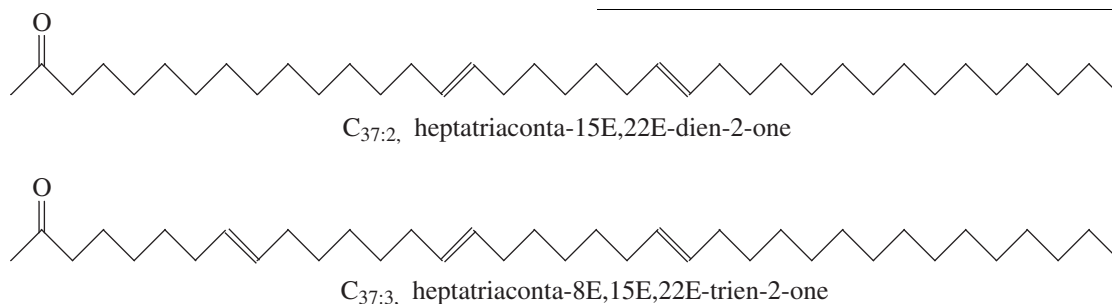 O
C37:2, heptatriaconta-15E,22E-dien-2-one
O
C37:3, heptatriaconta-8E,15E,22E-trien-2-one